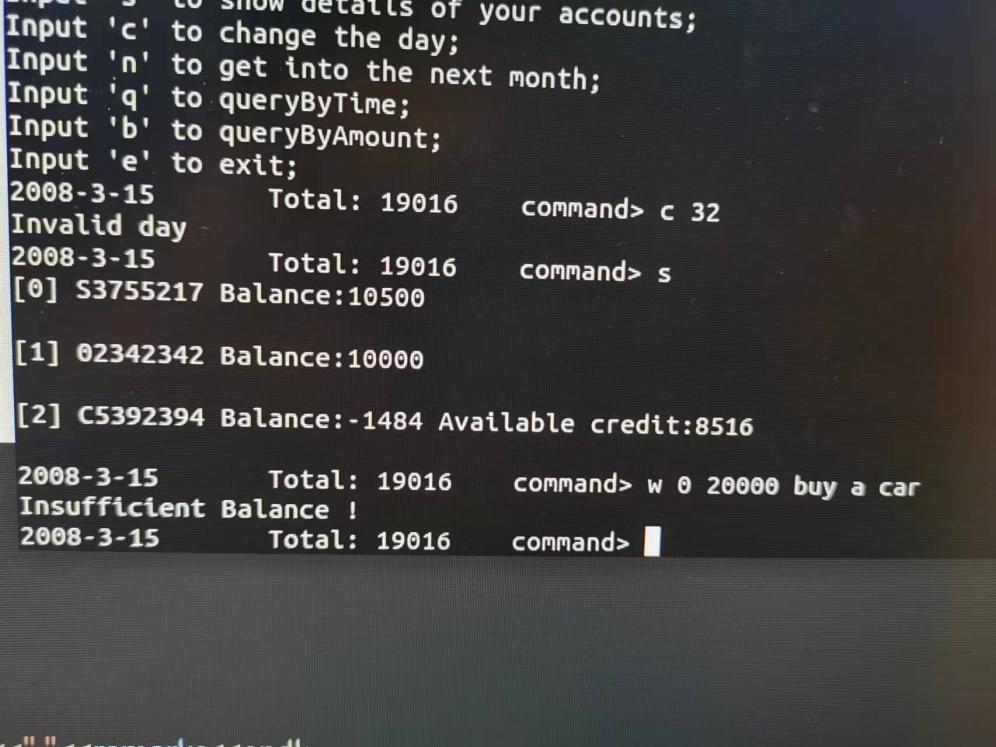 to show details of your accounts;
Input 'c' to change the day;
Input 'n' to get into the next month;
Input 'q' to queryByTime;
Input 'b' to queryByAmount;
Input 'e' to exit;
2008-3-15 Total: 19016 command> c 32
Invalid day
2008-3-15 Total: 19016 command> s
[0] S3755217 Balance:10500
[1] 02342342 Balance:10000
[2] C5392394 Balance:-1484 Available credit:8516
2008-3-15 Total: 19016 command> w 0 20000 buy a car
Insufficient Balance !
2008-3-15 Total: 19016 command>